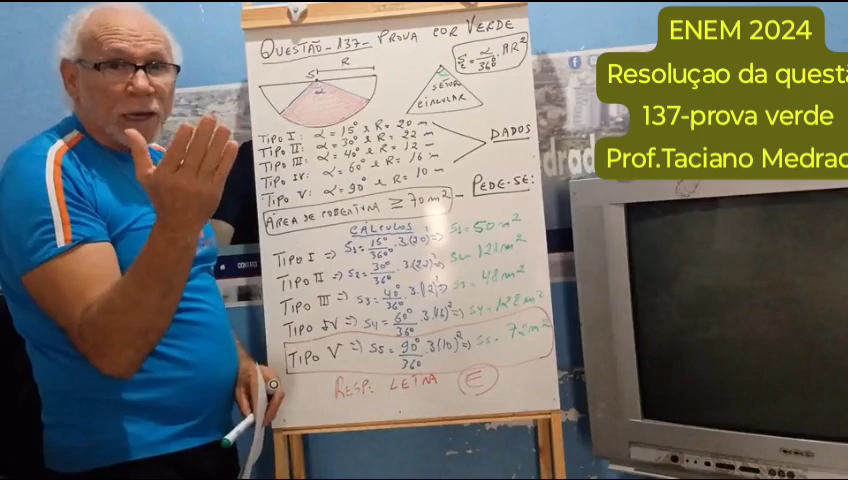 ENEM 2024
Resoluçao da questã
137-prova verde
Prof.Taciano Medrad
QUESTÃO-137- PROVA COR VERDE
R
S
α
SETOR
CIRCULAR
α/360° . πR²
TIPO I: α = 15° e R = 20 m
TIPO II: α = 30° e R = 22 m
TIPO III: α = 40° e R = 12 m
TIPO IV: α = 60° e R = 16 m
TIPO V: α = 90° e R = 10 m
DADOS
PEDE-SE:
ÁREA DE COBERTURA ≥ 70 m²
CÁLCULOS:
TIPO I => S1 = 15°/360° . 3.(20)² => S1 = 50 m²
TIPO II => S2 = 30°/360° . 3.(22)² => 121 m²
TIPO III => S3 = 40°/360° . 3.(12)² => S3 = 48 m²
TIPO IV => S4 = 60°/360° . 3.(16)² => S4 = 128 m²
TIPO V => S5 = 90°/360 . 3(10)² => S5 =
RESP: LETRA E